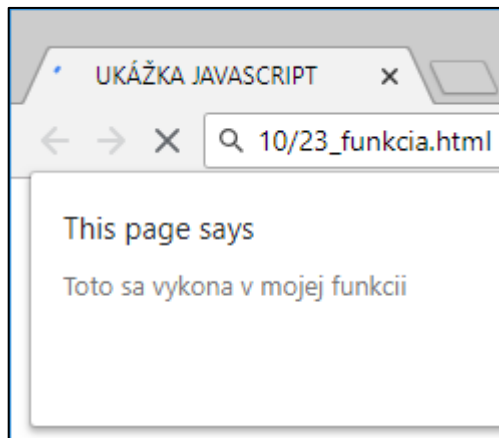 UKÁŽKA JAVASCRIPT
10/23_funkcia.html
This page says
Toto sa vykona v mojej funkcii